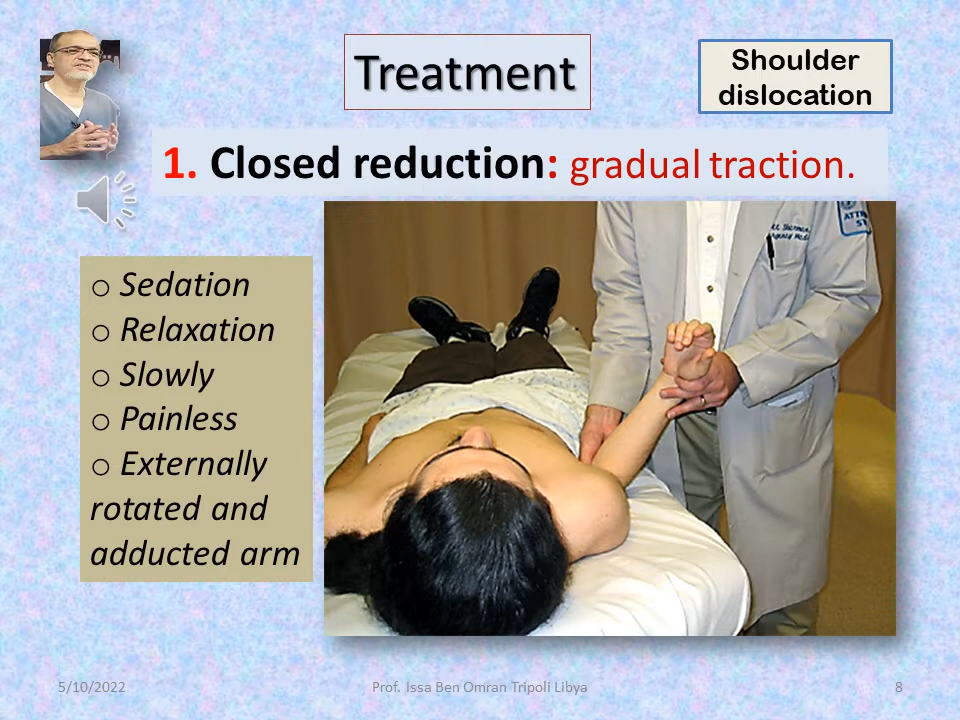 Treatment
Shoulder
dislocation
1. Closed reduction: gradual traction.
o Sedation
o Relaxation
o Slowly
o Painless
o Externally
rotated and
adducted arm
5/10/2022
Prof. Issa Ben Omran Tripoli Libya
8